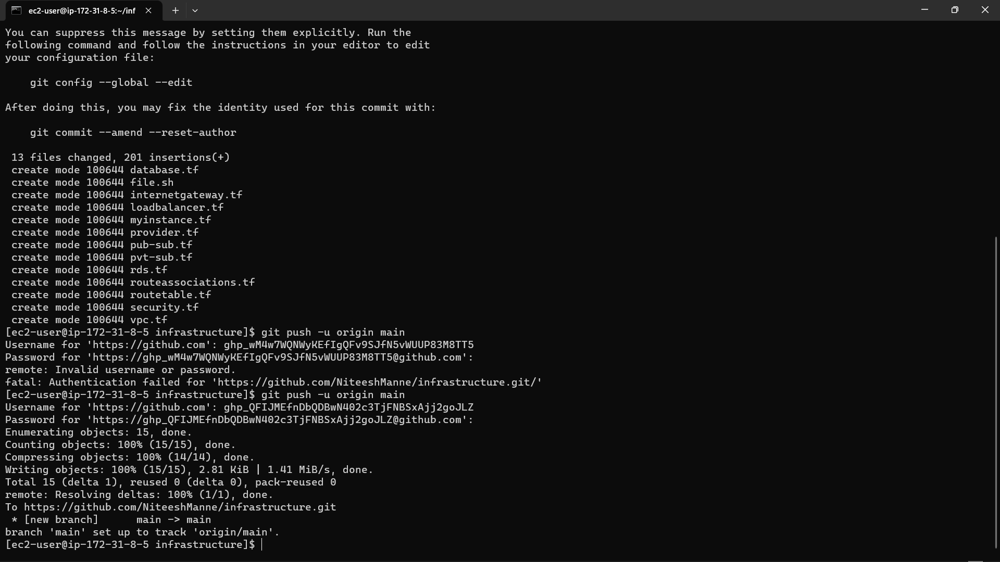 ec2-user@ip-172-31-8-5:~/inf
You can suppress this message by setting them explicitly. Run the
following command and follow the instructions in your editor to edit
your configuration file:
git config --global --edit
After doing this, you may fix the identity used for this commit with:
git commit --amend --reset-author
13 files changed, 201 insertions(+)
create mode 100644 database.tf
create mode 100644 file.sh
create mode 100644 internetgateway.tf
create mode 100644 loadbalancer.tf
create mode 100644 myinstance.tf
create mode 100644 provider.tf
create mode 100644 pub-sub.tf
create mode 100644 pvt-sub.tf
create mode 100644 rds.tf
create mode 100644 routeassociations.tf
create mode 100644 routetable.tf
create mode 100644 security.tf
create mode 100644 vpc.tf
[ec2-user@ip-172-31-8-5 infrastructure]$ git push -u origin main
Username for 'https://github.com': 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
Password for 'https://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@github.com':
remote: Invalid username or password.
fatal: Authentication failed for 'https://github.com/NiteeshManne/infrastructure.git/'
[ec2-user@ip-172-31-8-5 infrastructure]$ git push -u origin main
Username for 'https://github.com': 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
Password for 'https://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@github.com':
Enumerating objects: 15, done.
Counting objects: 100% (15/15), done.
Compressing objects: 100% (14/14), done.
Writing objects: 100% (15/15), 2.81 KiB | 1.41 MiB/s, done.
Total 15 (delta 1), reused 0 (delta 0), pack-reused 0
remote: Resolving deltas: 100% (1/1), done.
To https://github.com/NiteeshManne/infrastructure.git
* [new branch]      main -> main
branch 'main' set up to track 'origin/main'.
[ec2-user@ip-172-31-8-5 infrastructure]$